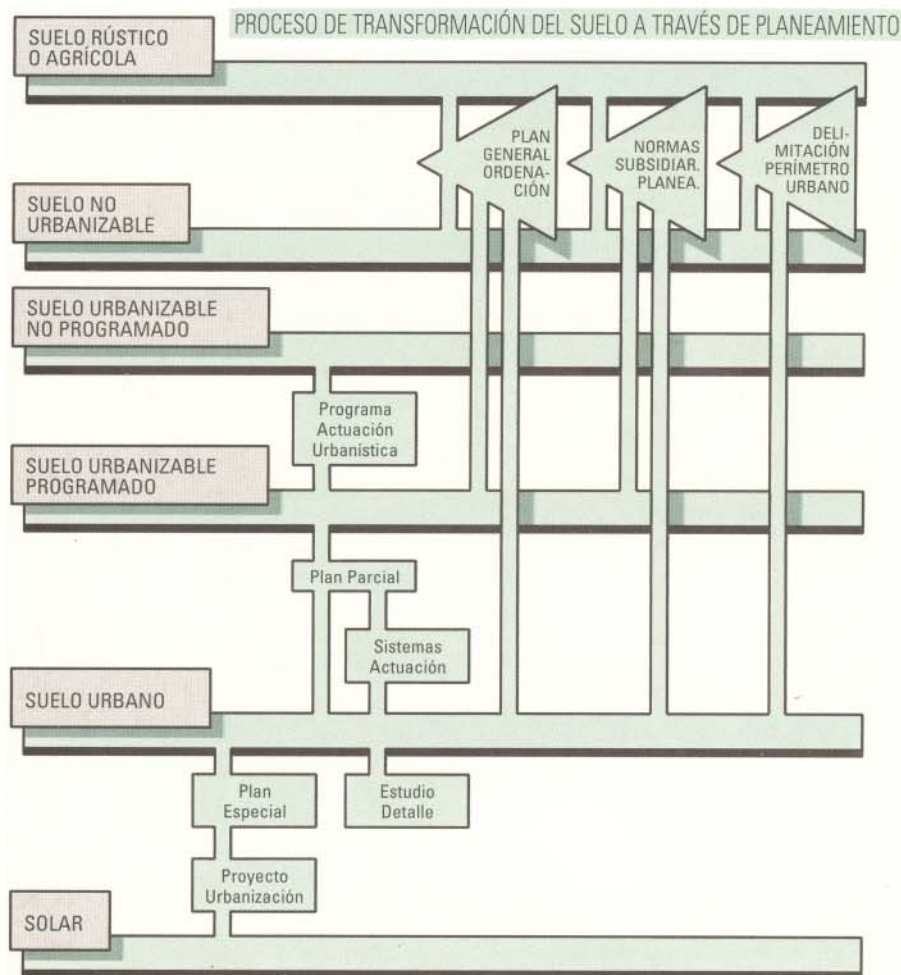 PROCESO DE TRANSFORMACIÓN DEL SUELO A TRAVÉS DE PLANEAMIENTO
SUELO RÚSTICO
O AGRÍCOLA
PLAN
GENERAL
ORDENA-
CIÓN
NORMAS
SUBSIDIAR.
PLANEA.
DELI-
MITACIÓN
PERÍMETRO
URBANO
SUELO NO
URBANIZABLE
SUELO URBANIZABLE
NO PROGRAMADO
Programa
Actuación
Urbanística
SUELO URBANIZABLE
PROGRAMADO
Plan Parcial
Sistemas
Actuación
SUELO URBANO
Plan
Especial
Estudio
Detalle
Proyecto
Urbanización
SOLAR